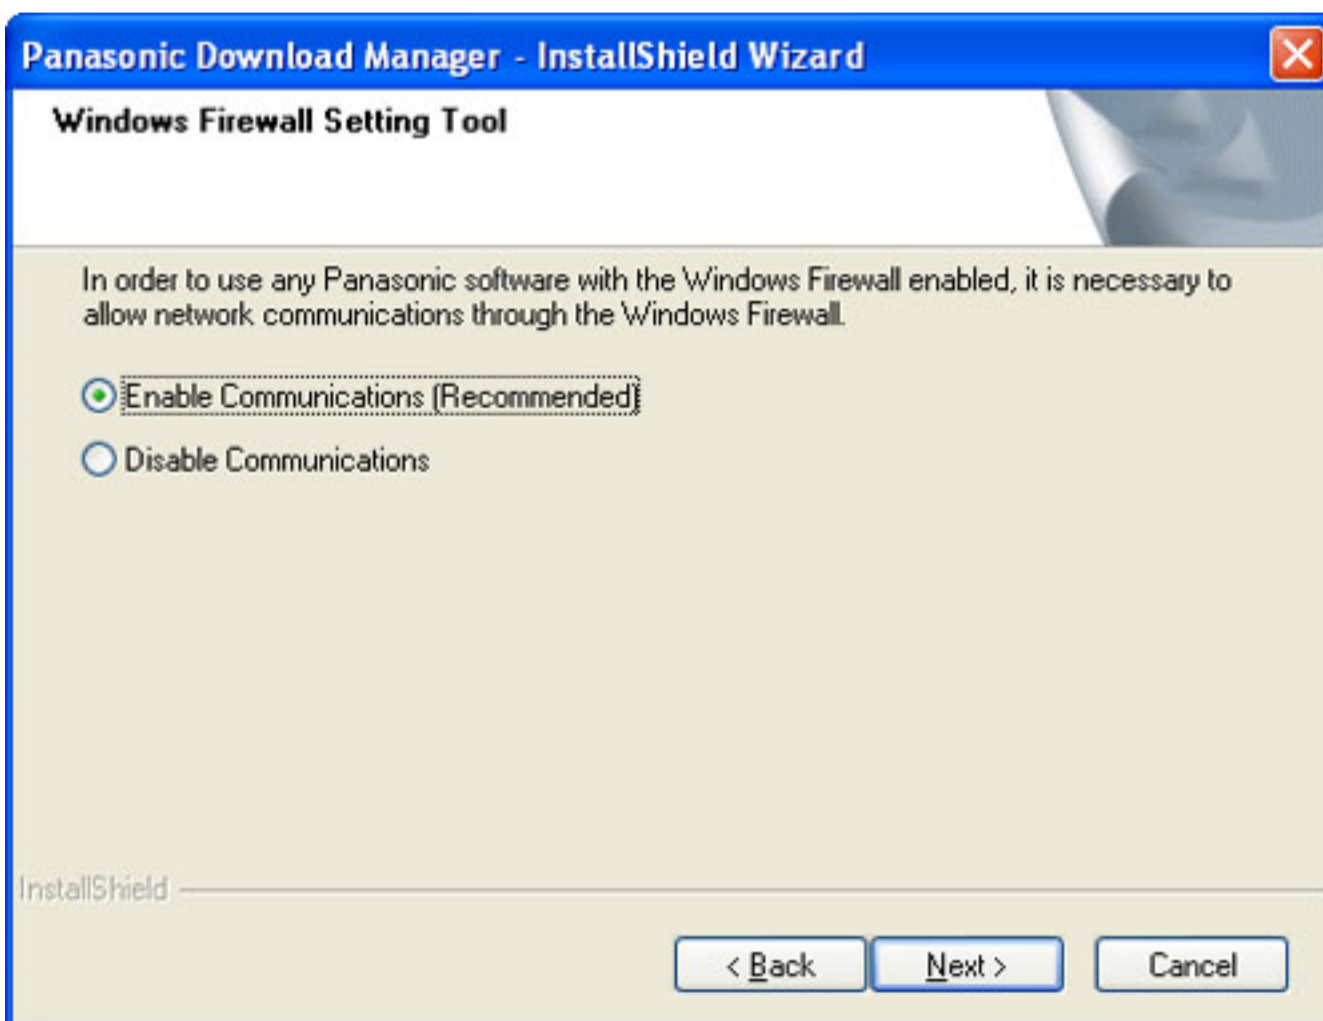 Panasonic Download Manager - InstallShield Wizard
Windows Firewall Setting Tool
In order to use any Panasonic software with the Windows Firewall enabled, it is necessary to
allow network communications through the Windows Firewall.
Enable Communications (Recommended)
Disable Communications
InstallShield
< Back Next > Cancel